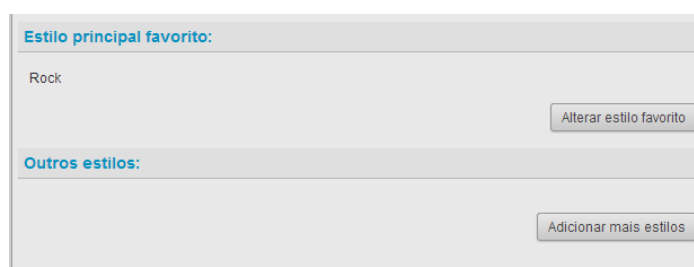 Estilo principal favorito:
Rock
Alterar estilo favorito
Outros estilos:
Adicionar mais estilos